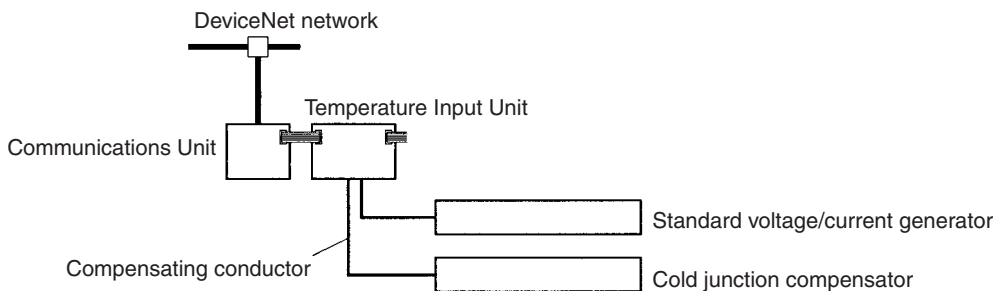 DeviceNet network
Temperature Input Unit
Communications Unit
Standard voltage/current generator
Compensating conductor
Cold junction compensator